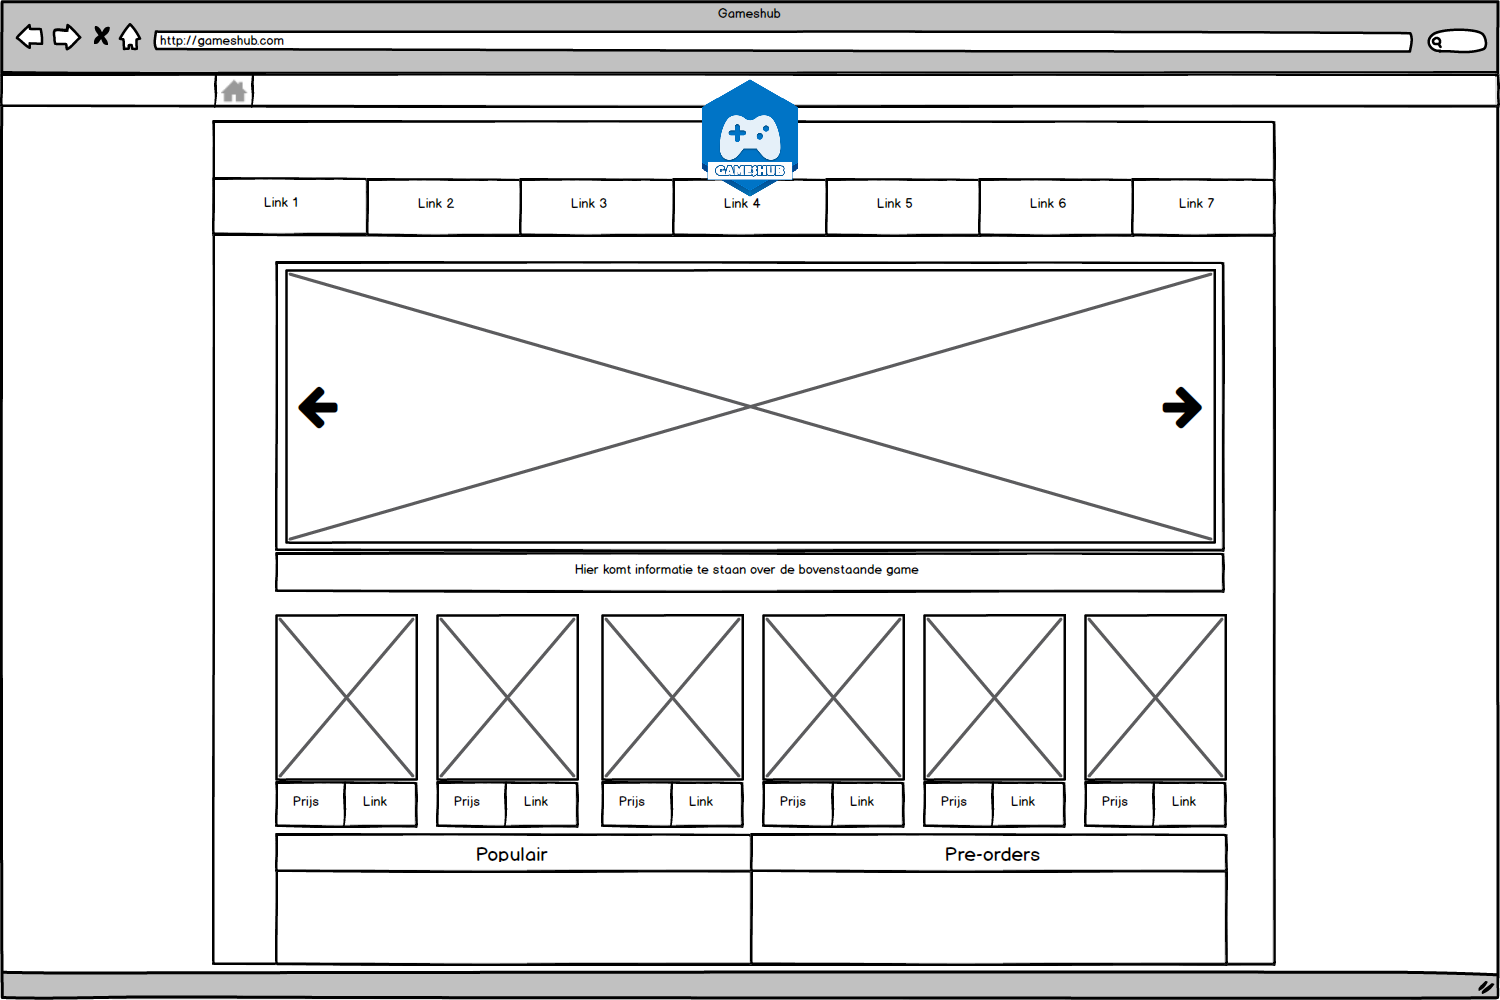 Gameshub
http://gameshub.com
GAMESHUB
Link 1 Link 2 Link 3 Link 4 Link 5 Link 6 Link 7
Hier komt informatie te staan over de bovenstaande game
Prijs Link Prijs Link Prijs Link Prijs Link Prijs Link Prijs Link
Populair Pre-orders